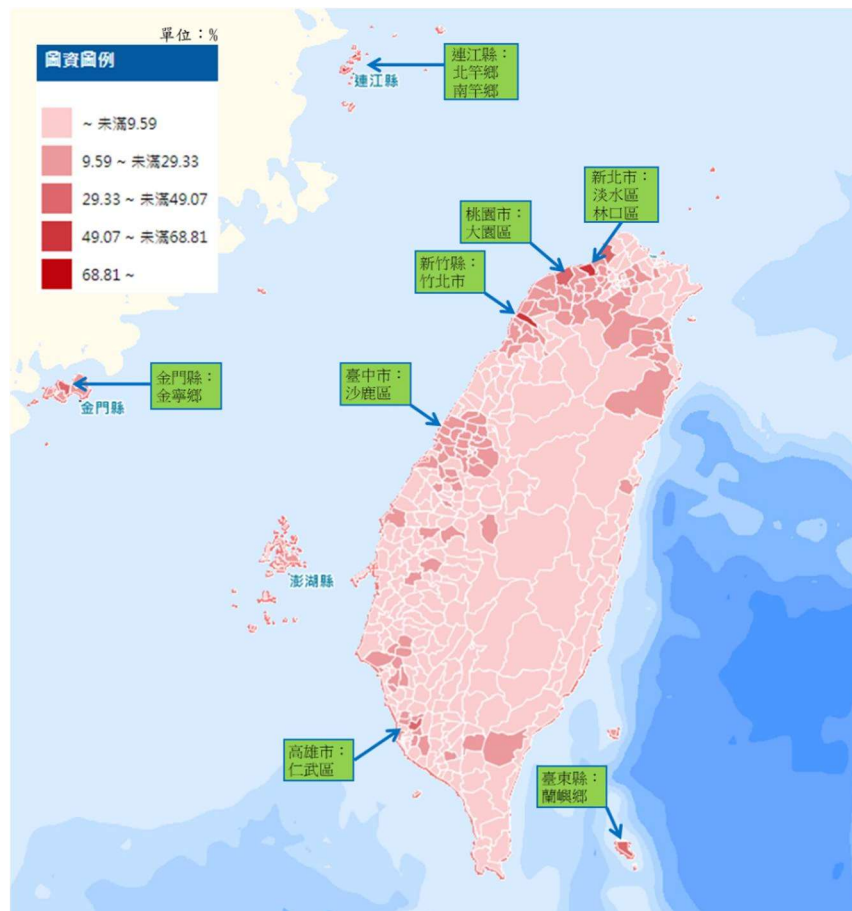 單位：%
圖資圖例
~ 未滿9.59
9.59 ~ 未滿29.33
29.33 ~ 未滿49.07
49.07 ~ 未滿68.81
68.81 ~
連江縣：
北竿鄉
南竿鄉
連江縣
新北市：
淡水區
林口區
桃園市：
大園區
新竹縣：
竹北市
金門縣：
金寧鄉
金門縣
臺中市：
沙鹿區
澎湖縣
高雄市：
仁武區
臺東縣：
蘭嶼鄉